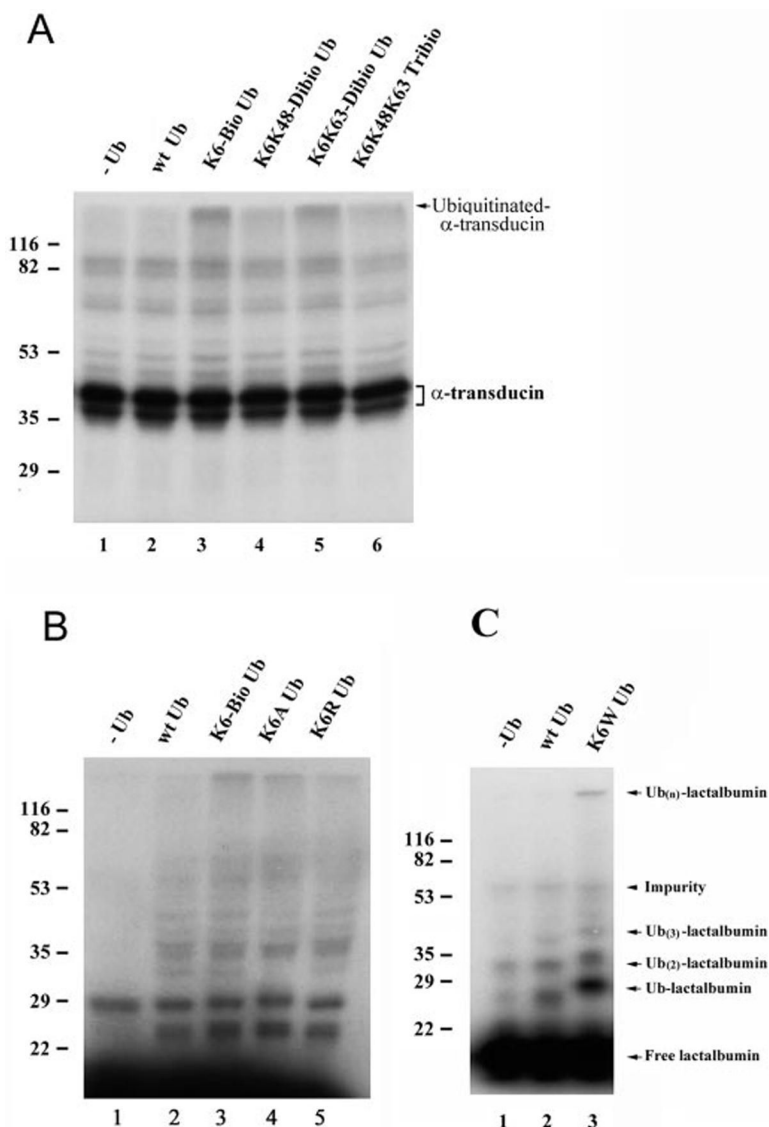 A
- Ub
wt Ub
K6-Bio Ub
K6K48-Dibio Ub
K6K63-Dibio Ub
K6K48K63 Tribio
Ubiquitinated-
α-transducin
116 –
82 –
53 –
α-transducin
35 –
29 –
1 2 3 4 5 6
B
- Ub
wt Ub
K6-Bio Ub
K6A Ub
K6R Ub
116 –
82 –
53 –
35 –
29 –
22 –
1 2 3 4 5
C
-Ub
wt Ub
K6W Ub
Ub(n)-lactalbumin
116 –
82 –
Impurity
53 –
Ub(3)-lactalbumin
35 –
Ub(2)-lactalbumin
29 –
Ub-lactalbumin
22 –
Free lactalbumin
1 2 3